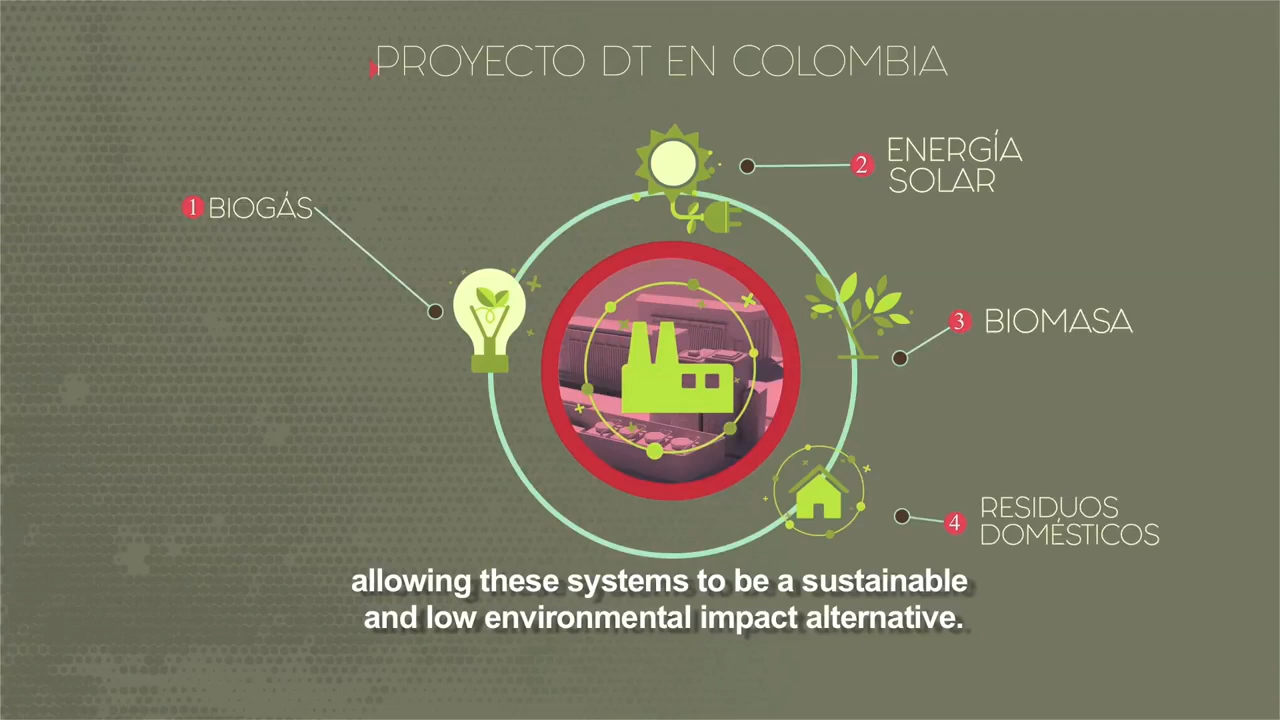 PROYECTO DT EN COLOMBIA
1 BIOGÁS
2 ENERGÍA
SOLAR
3 BIOMASA
4 RESIDUOS
DOMÉSTICOS
allowing these systems to be a sustainable
and low environmental impact alternative.